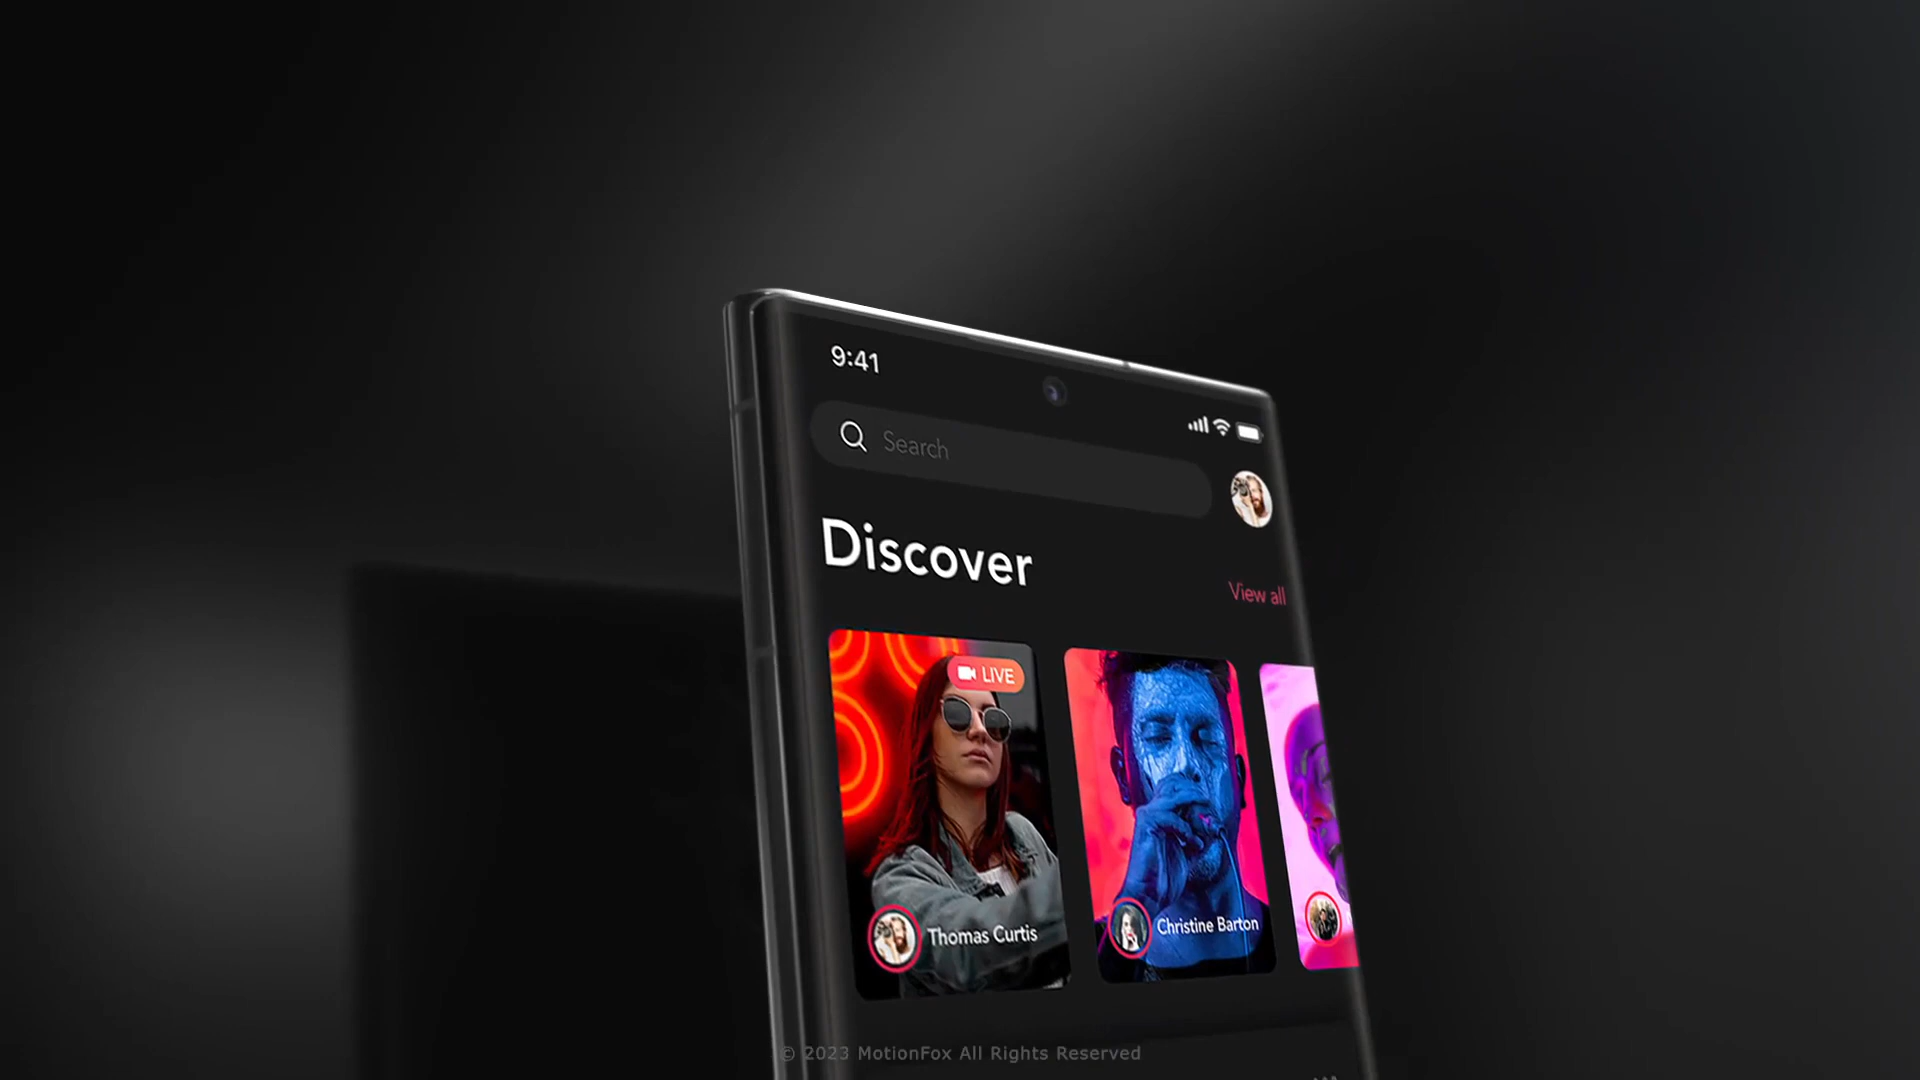 9:41
Search
Discover
View all
LIVE
Thomas Curtis
Christine Barton
© 2023 MotionFox All Rights Reserved